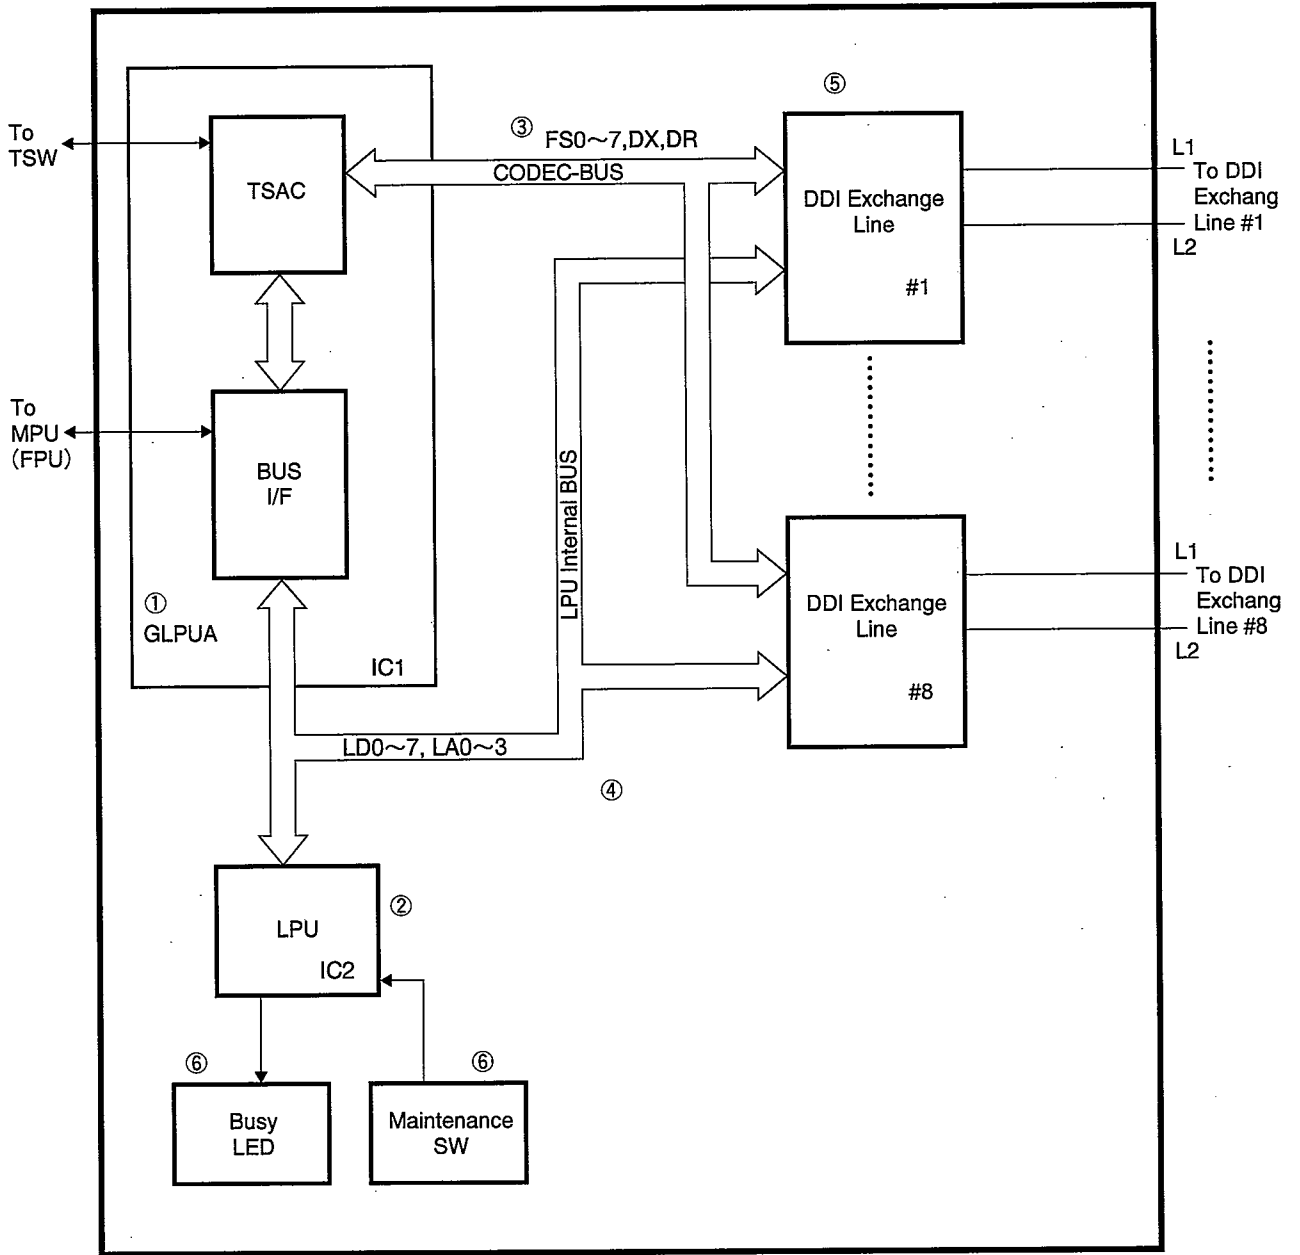 To
TSW
TSAC
③
FS0～7,DX,DR
CODEC-BUS
⑤
DDI Exchange
Line
#1
L1
To DDI
Exchang
Line #1
L2
To
MPU
(FPU)
BUS
I/F
①
GLPUA
IC1
LPU Internal BUS
LD0～7, LA0～3
④
DDI Exchange
Line
#8
L1
To DDI
Exchang
Line #8
L2
LPU
IC2
②
⑥
Busy
LED
⑥
Maintenance
SW